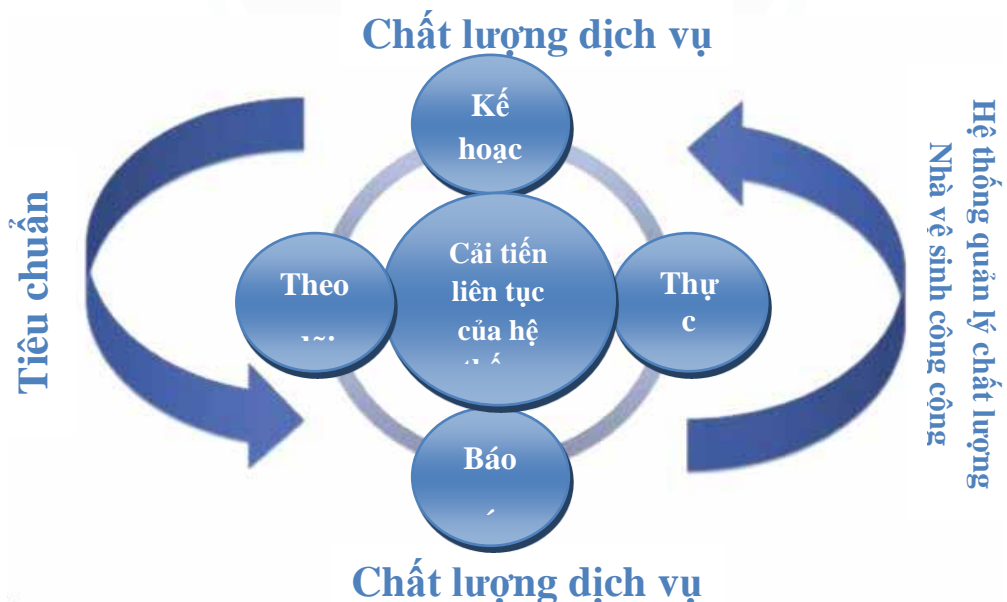 Chất lượng dịch vụ
Kế
hoạc
Tiêu chuẩn
Theo
Cải tiến
liên tục
của hệ
Thự
c
Hệ thống quản lý chất lượng
Nhà vệ sinh công cộng
Báo
Chất lượng dịch vụ